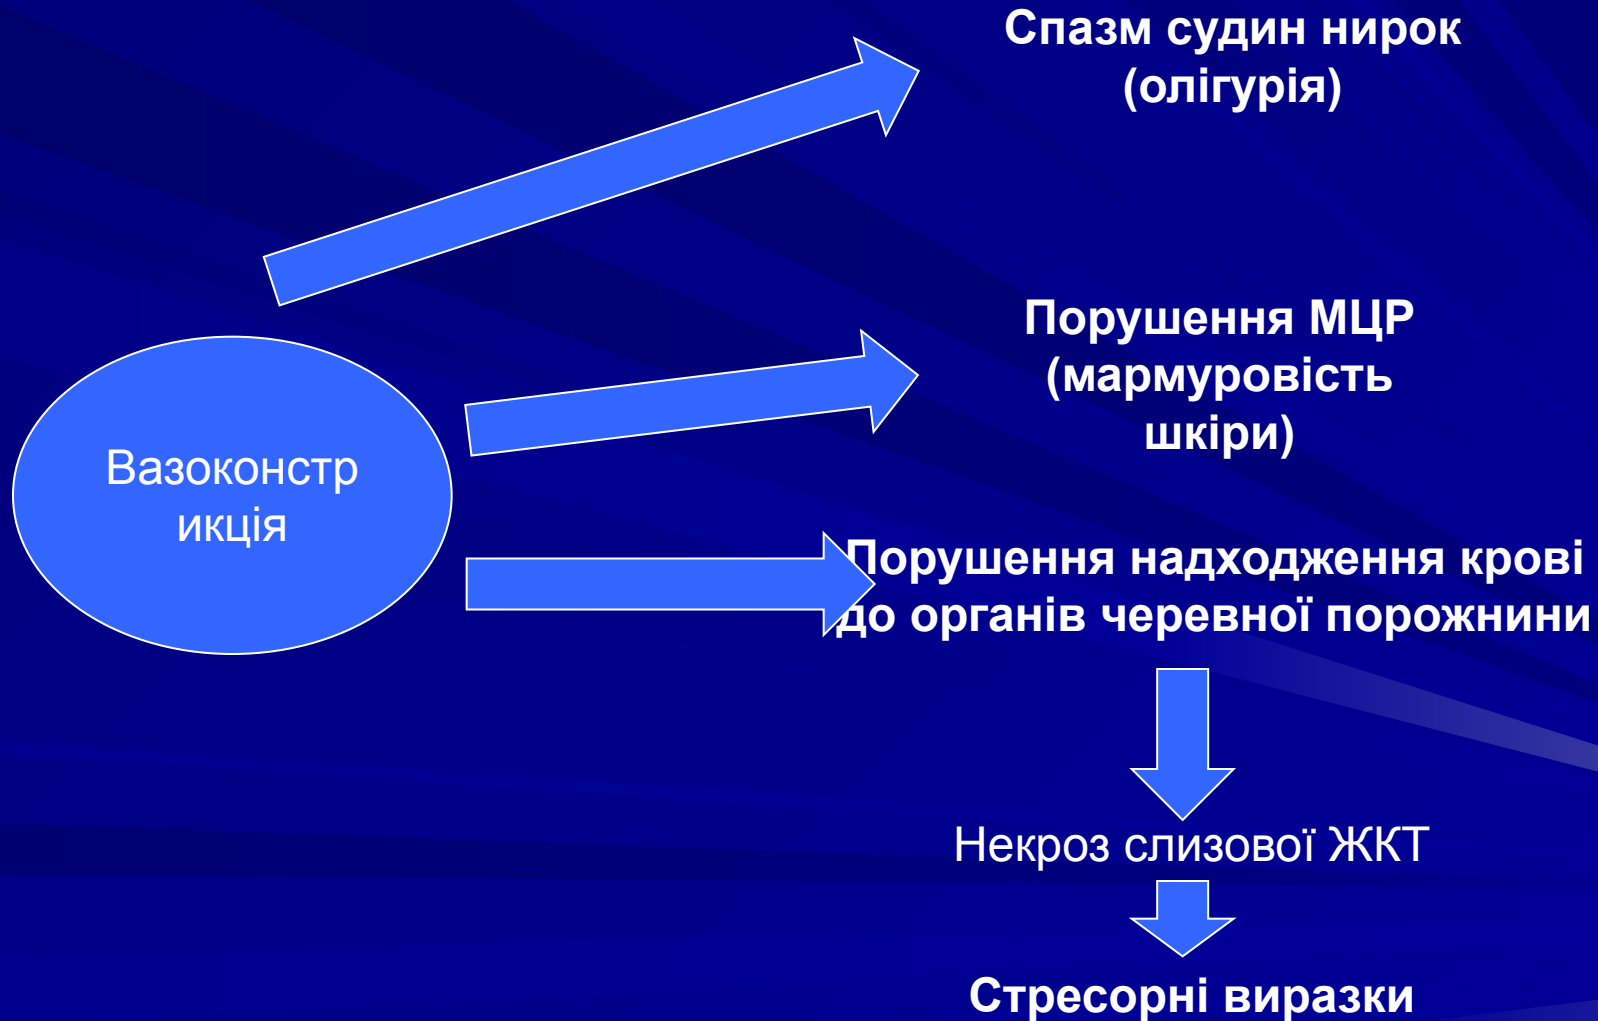 Спазм судин нирок
(олігурія)
Порушення МЦР
(мармуровість
шкіри)
Вазоконстр
икція
Порушення надходження крові
до органів черевної порожнини
Некроз слизової ЖКТ
Стресорні виразки